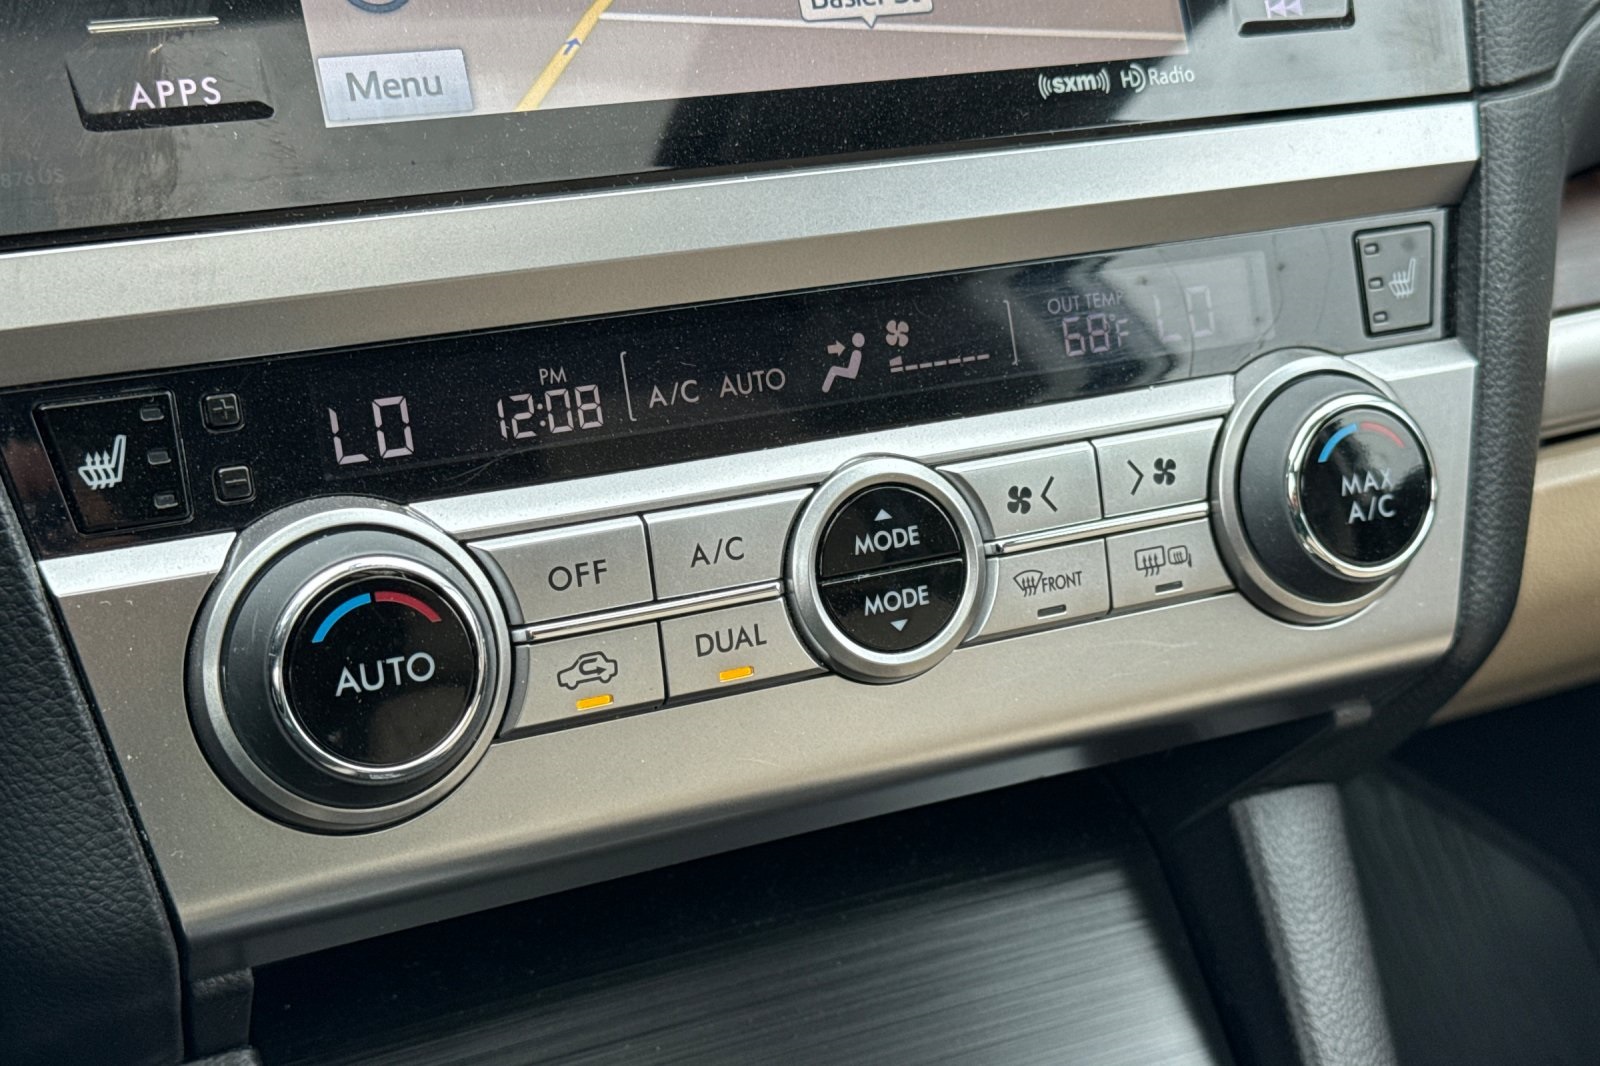 APPS
Menu
sxm HD Radio
LO
PM
12:08
A/C AUTO
OUT TEMP
68°F
LO
OFF
A/C
MODE
MODE
AUTO
DUAL
FRONT
MAX
A/C